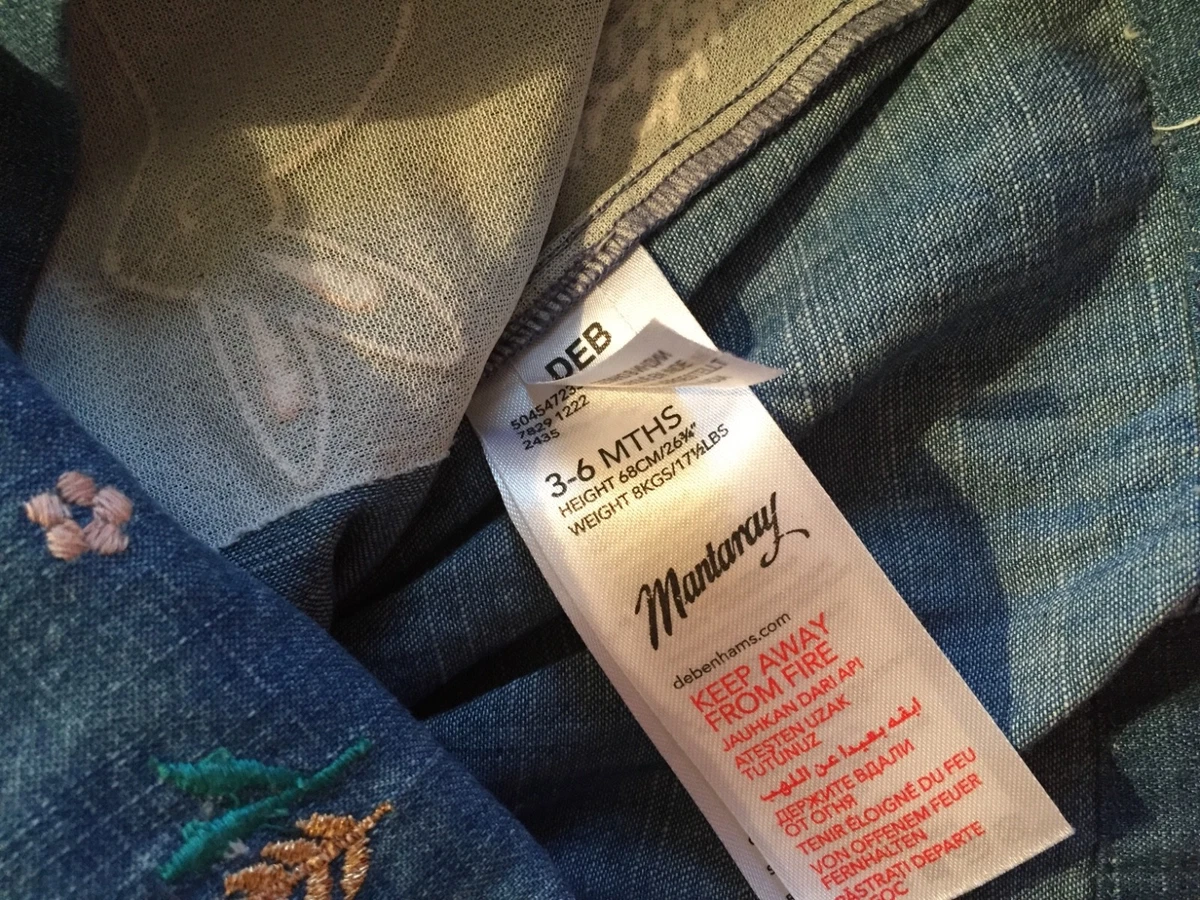 DEB
7829 1222
2435
3-6 MTHS
HEIGHT 68CM/26¾"
WEIGHT 8KGS/17½LBS
Mantaray
debenhams.com
KEEP AWAY
FROM FIRE
JAUHKAN DARI API
ATEŞTEN UZAK
TUTUNUZ
ابقه بعيدا عن اللهب
ДЕРЖИТЕ ВДАЛИ
ОТ ОГНЯ
TENIR ÉLOIGNÉ DU FEU
VON OFFENEM FEUER
FERNHALTEN
PĂSTRAŢI DEPARTE
FOC